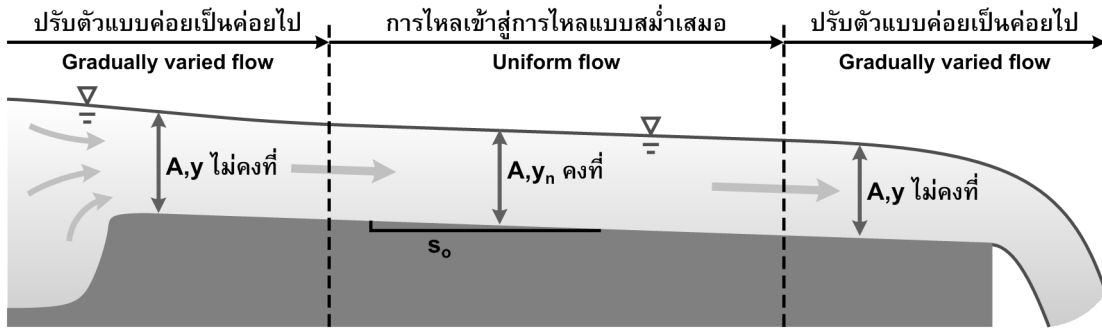 ปรับตัวแบบค่อยเป็นค่อยไป
การไหลเข้าสู่การไหลแบบสม่ำเสมอ
ปรับตัวแบบค่อยเป็นค่อยไป
Gradually varied flow
Uniform flow
Gradually varied flow
A,y ไม่คงที่
A,yn คงที่
A,y ไม่คงที่
so